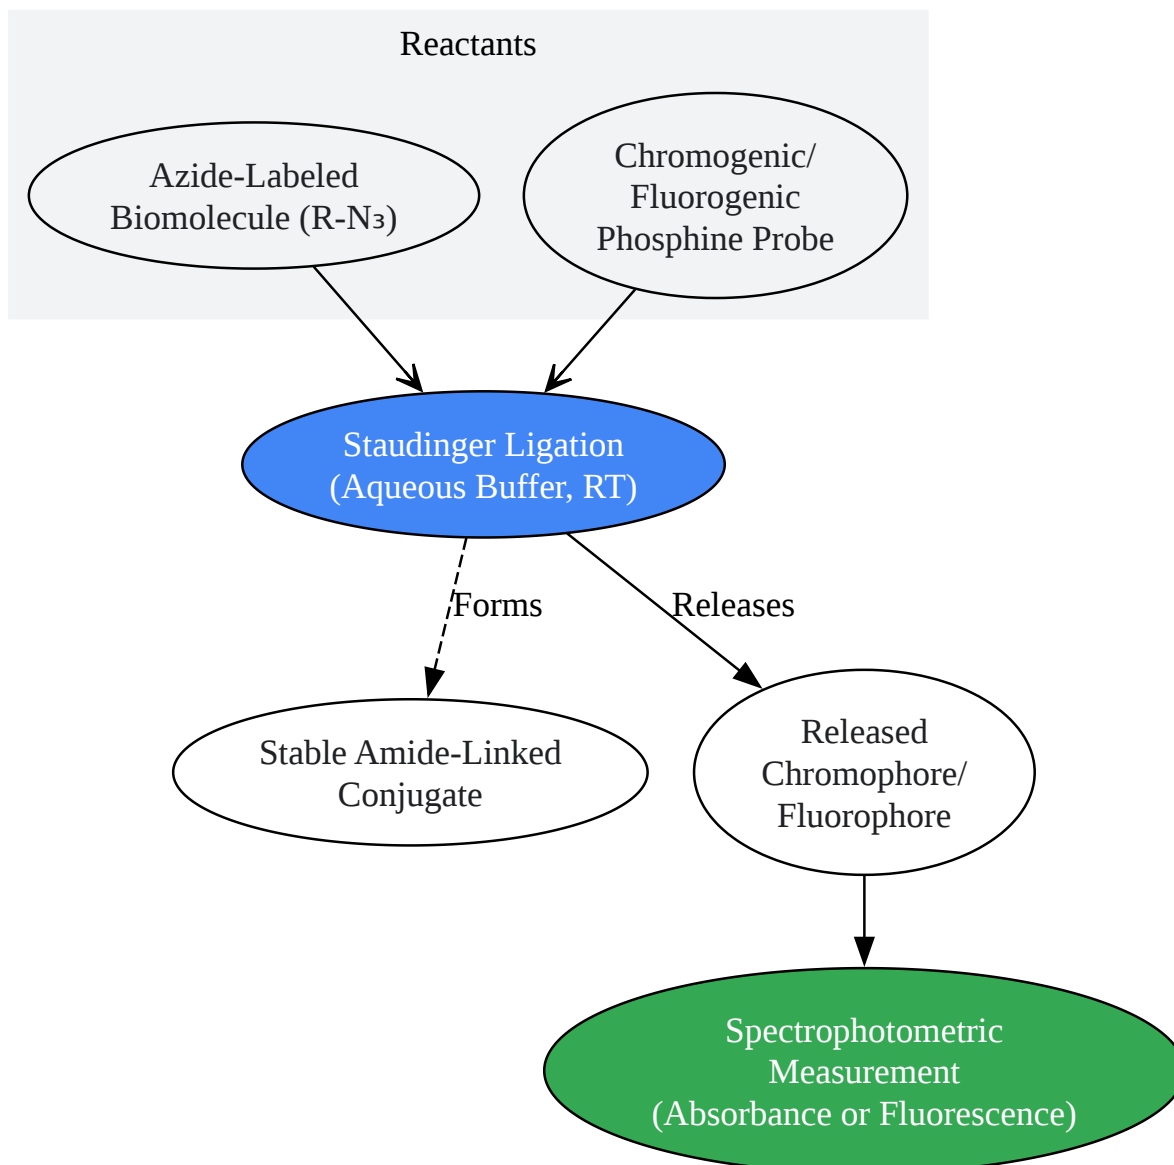 Reactants
Azide-Labeled
Biomolecule (R-N₃)
Chromogenic/
Fluorogenic
Phosphine Probe
Staudinger Ligation
(Aqueous Buffer, RT)
Forms
Releases
Stable Amide-Linked
Conjugate
Released
Chromophore/
Fluorophore
Spectrophotometric
Measurement
(Absorbance or Fluorescence)